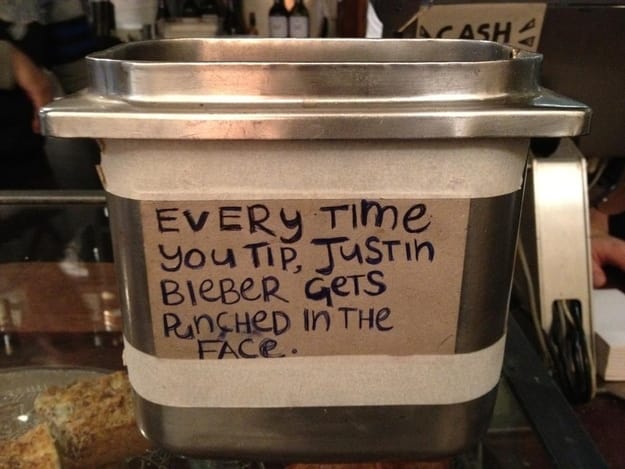 CASH
EVERY TIME
YOU TIP, JUSTIN
BIEBER GETS
PUNCHED IN THE
FACE.